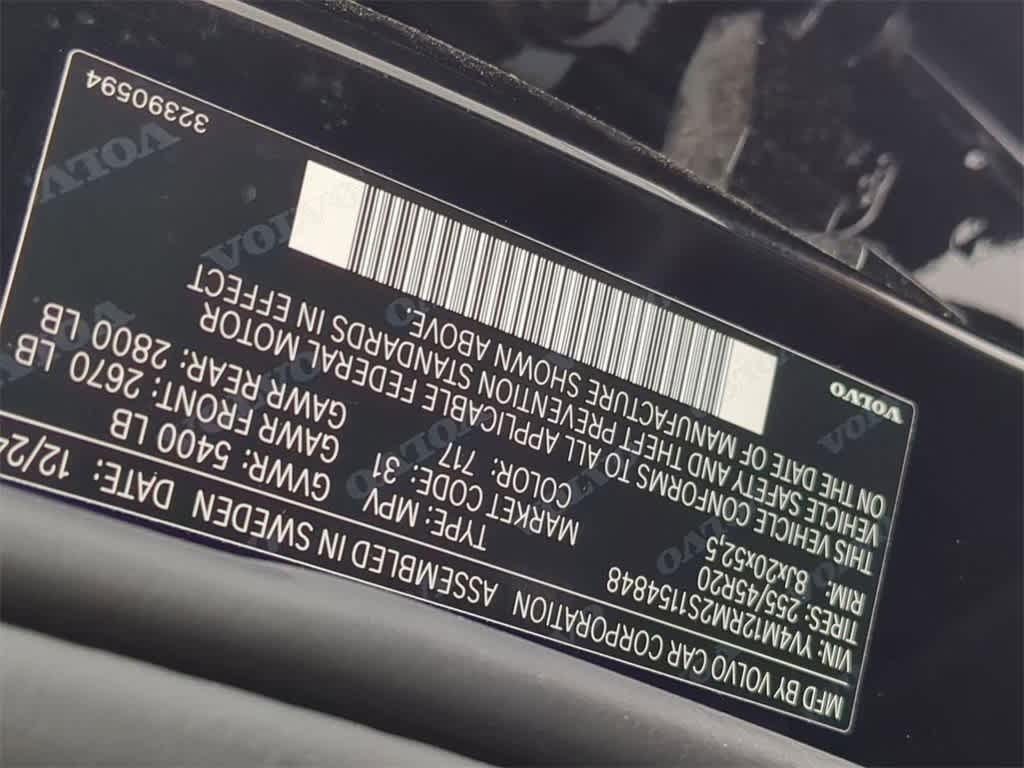 MFD BY VOLVO CAR CORPORATION ASSEMBLED IN SWEDEN DATE: 12/24
VIN: YV4M12RM2S1154848 TYPE: MPV GVWR: 5400 LB
TIRES: 255/45R20 MARKET CODE: 31 GAWR FRONT: 2670 LB
RIM: 8Jx20x52,5 COLOR: 717 GAWR REAR: 2800 LB
THIS VEHICLE CONFORMS TO ALL APPLICABLE FEDERAL MOTOR
VEHICLE SAFETY AND THEFT PREVENTION STANDARDS IN EFFECT
ON THE DATE OF MANUFACTURE SHOWN ABOVE.
VOLVO 32390594